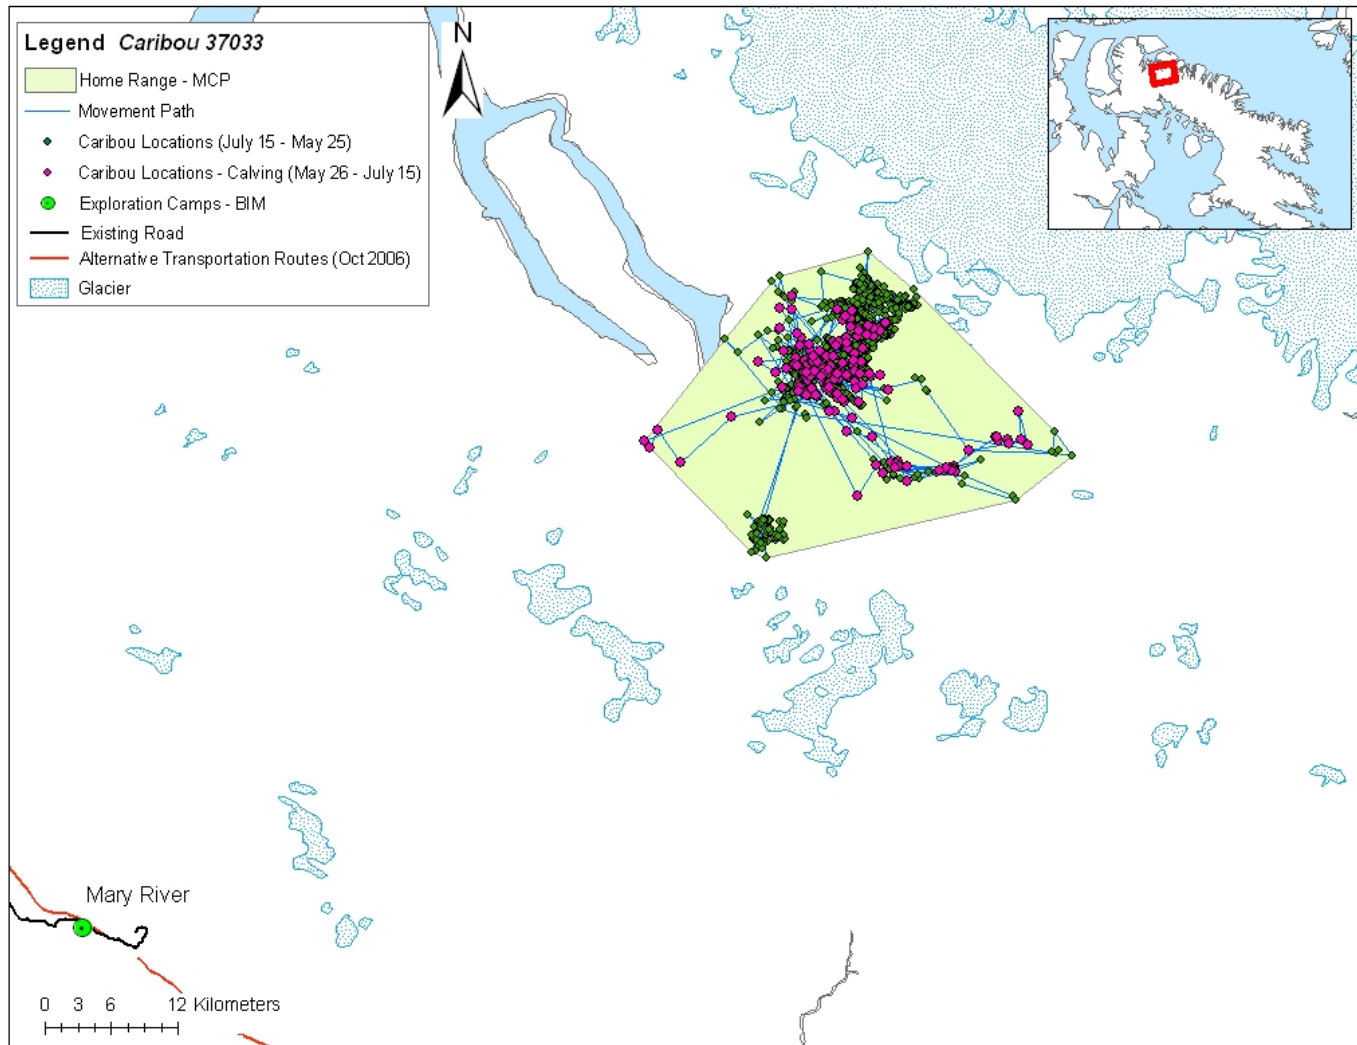 Legend Caribou 37033
Home Range - MCP
Movement Path
Caribou Locations (July 15 - May 25)
Caribou Locations - Calving (May 26 - July 15)
Exploration Camps - BIM
Existing Road
Alternative Transportation Routes (Oct 2006)
Glacier
N
Mary River
0 3 6 12 Kilometers